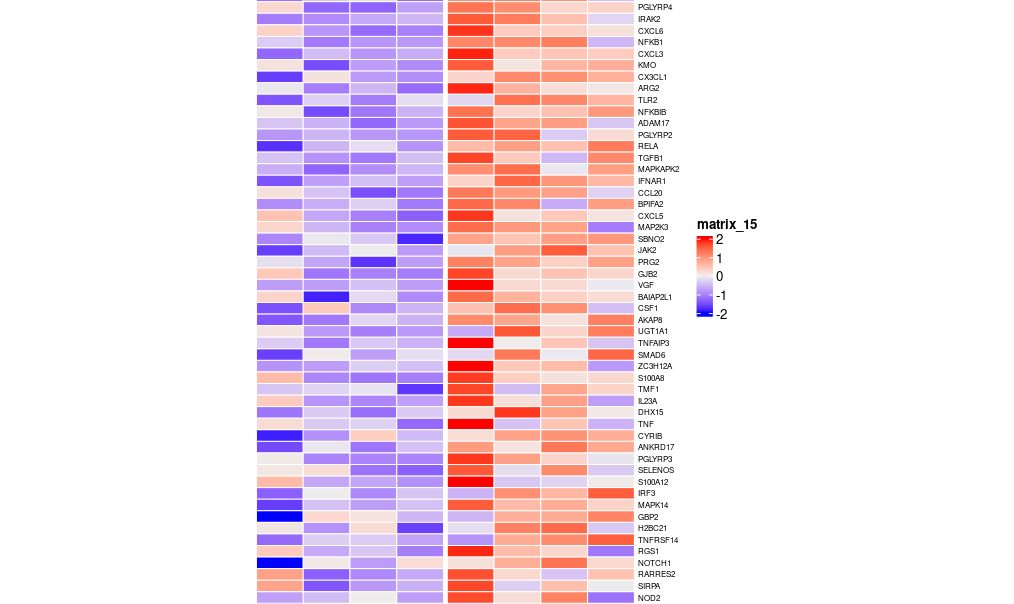 PGLYRP4
IRAK2
CXCL6
NFKB1
CXCL3
KMO
CX3CL1
ARG2
TLR2
NFKBIB
ADAM17
PGLYRP2
RELA
TGFB1
MAPKAPK2
IFNAR1
CCL20
BPIFA2
CXCL5
MAP2K3
SBNO2
JAK2
PRG2
GJB2
VGF
BAIAP2L1
CSF1
AKAP8
UGT1A1
TNFAIP3
SMAD6
ZC3H12A
S100A8
TMF1
IL23A
DHX15
TNF
CYRIB
ANKRD17
PGLYRP3
SELENOS
S100A12
IRF3
MAPK14
GBP2
H2BC21
TNFRSF14
RGS1
NOTCH1
RARRES2
SIRPA
NOD2
matrix_15
2
1
0
-1
-2